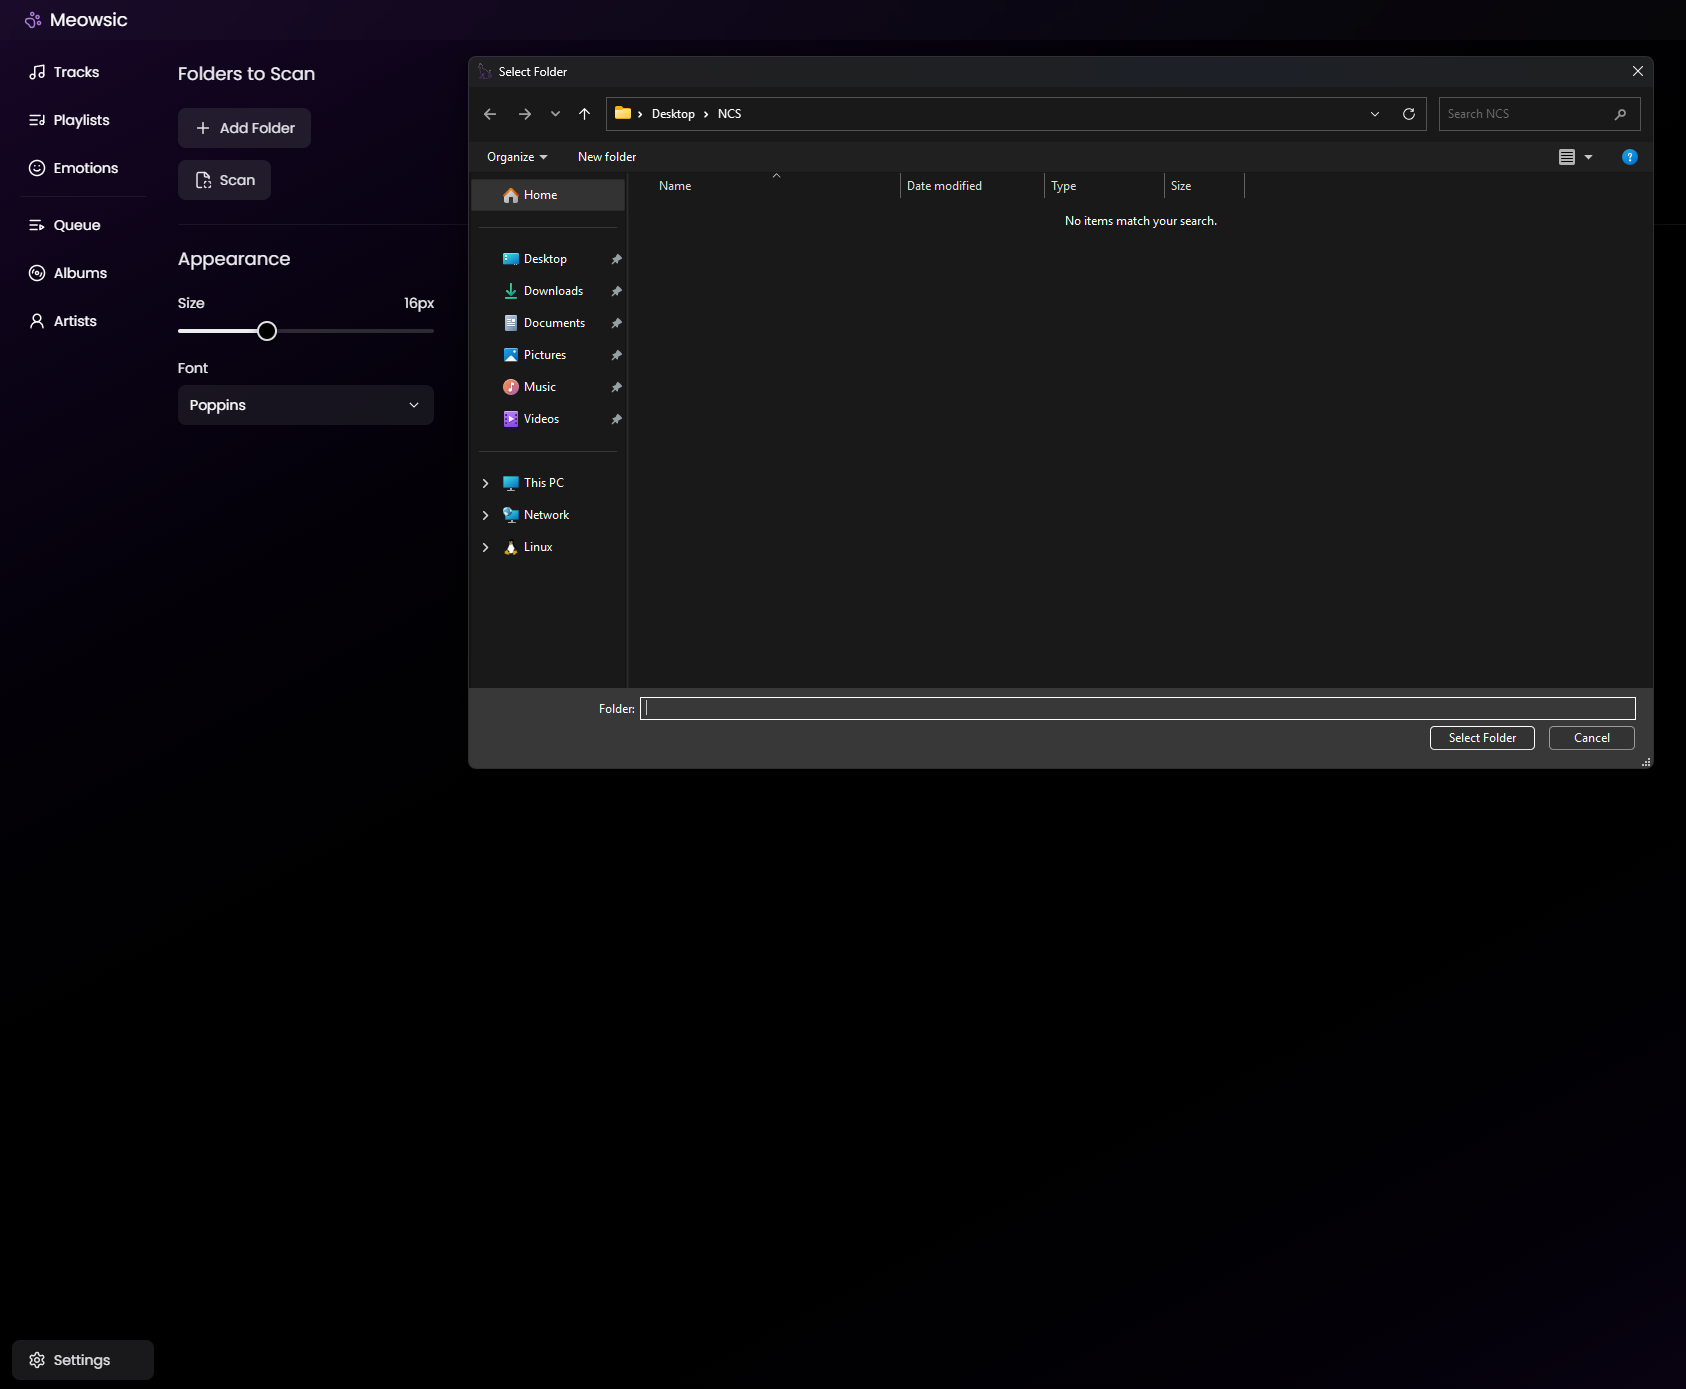 Meowsic
Tracks
Playlists
Emotions
Queue
Albums
Artists
Settings
Folders to Scan
Add Folder
Scan
Appearance
Size 16px
Font
Poppins
Select Folder
Desktop NCS
Search NCS
Organize New folder
?
Home
Desktop
Downloads
Documents
Pictures
Music
Videos
This PC
Network
Linux
Name Date modified Type Size
No items match your search.
Folder:
Select Folder Cancel